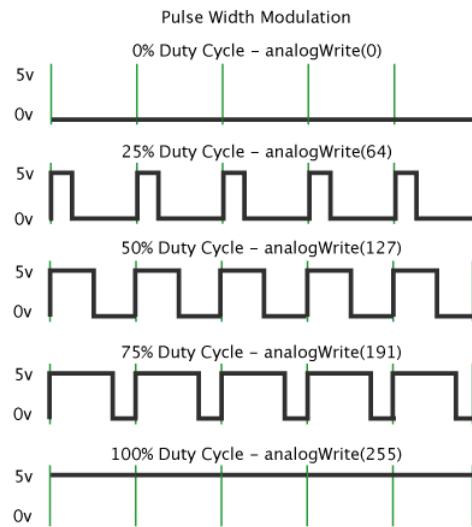 Pulse Width Modulation
0% Duty Cycle – analogWrite(0)
5v
0v
25% Duty Cycle – analogWrite(64)
5v
0v
50% Duty Cycle – analogWrite(127)
5v
0v
75% Duty Cycle – analogWrite(191)
5v
0v
100% Duty Cycle – analogWrite(255)
5v
0v